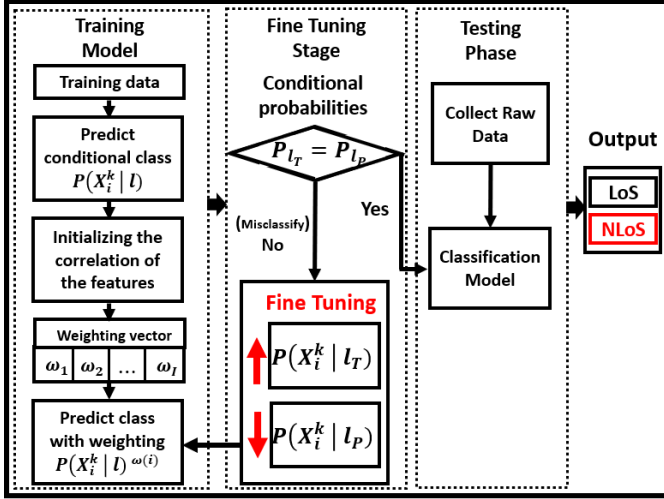 Training
Model
Training data
Predict
conditional class
P(X_i^k | l)
Initializing the
correlation of
the features
Weighting vector
ω_1 ω_2 … ω_I
Predict class
with weighting
P(X_i^k | l)^ω(i)
Fine Tuning
Stage
Conditional
probabilities
P_{l_T} = P_{l_P}
(Misclassify)
No
Yes
Fine Tuning
P(X_i^k | l_T)
P(X_i^k | l_P)
Testing
Phase
Collect Raw
Data
Classification
Model
Output
LoS
NLoS